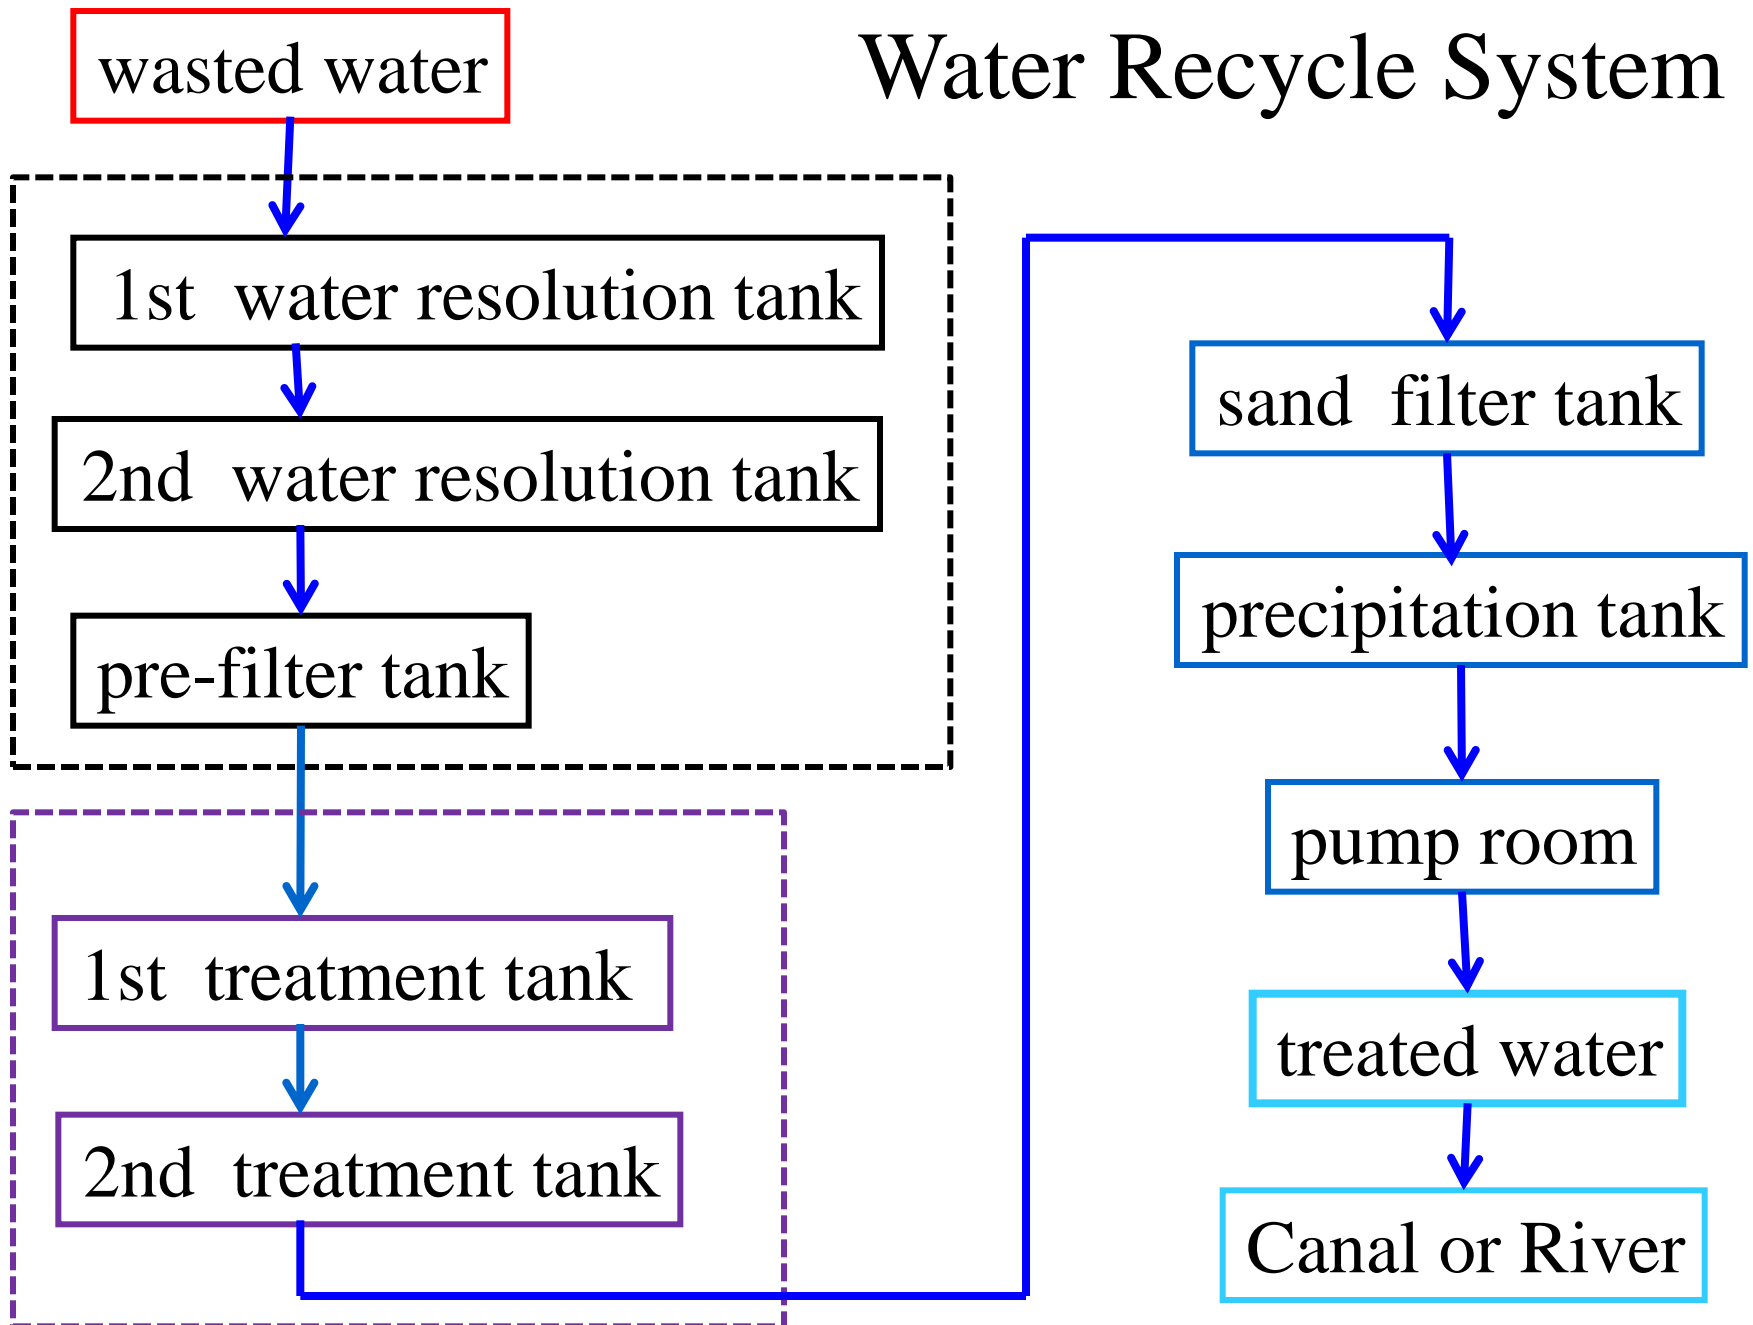 Water Recycle System
wasted water
1st water resolution tank
2nd water resolution tank
pre-filter tank
1st treatment tank
2nd treatment tank
sand filter tank
precipitation tank
pump room
treated water
Canal or River